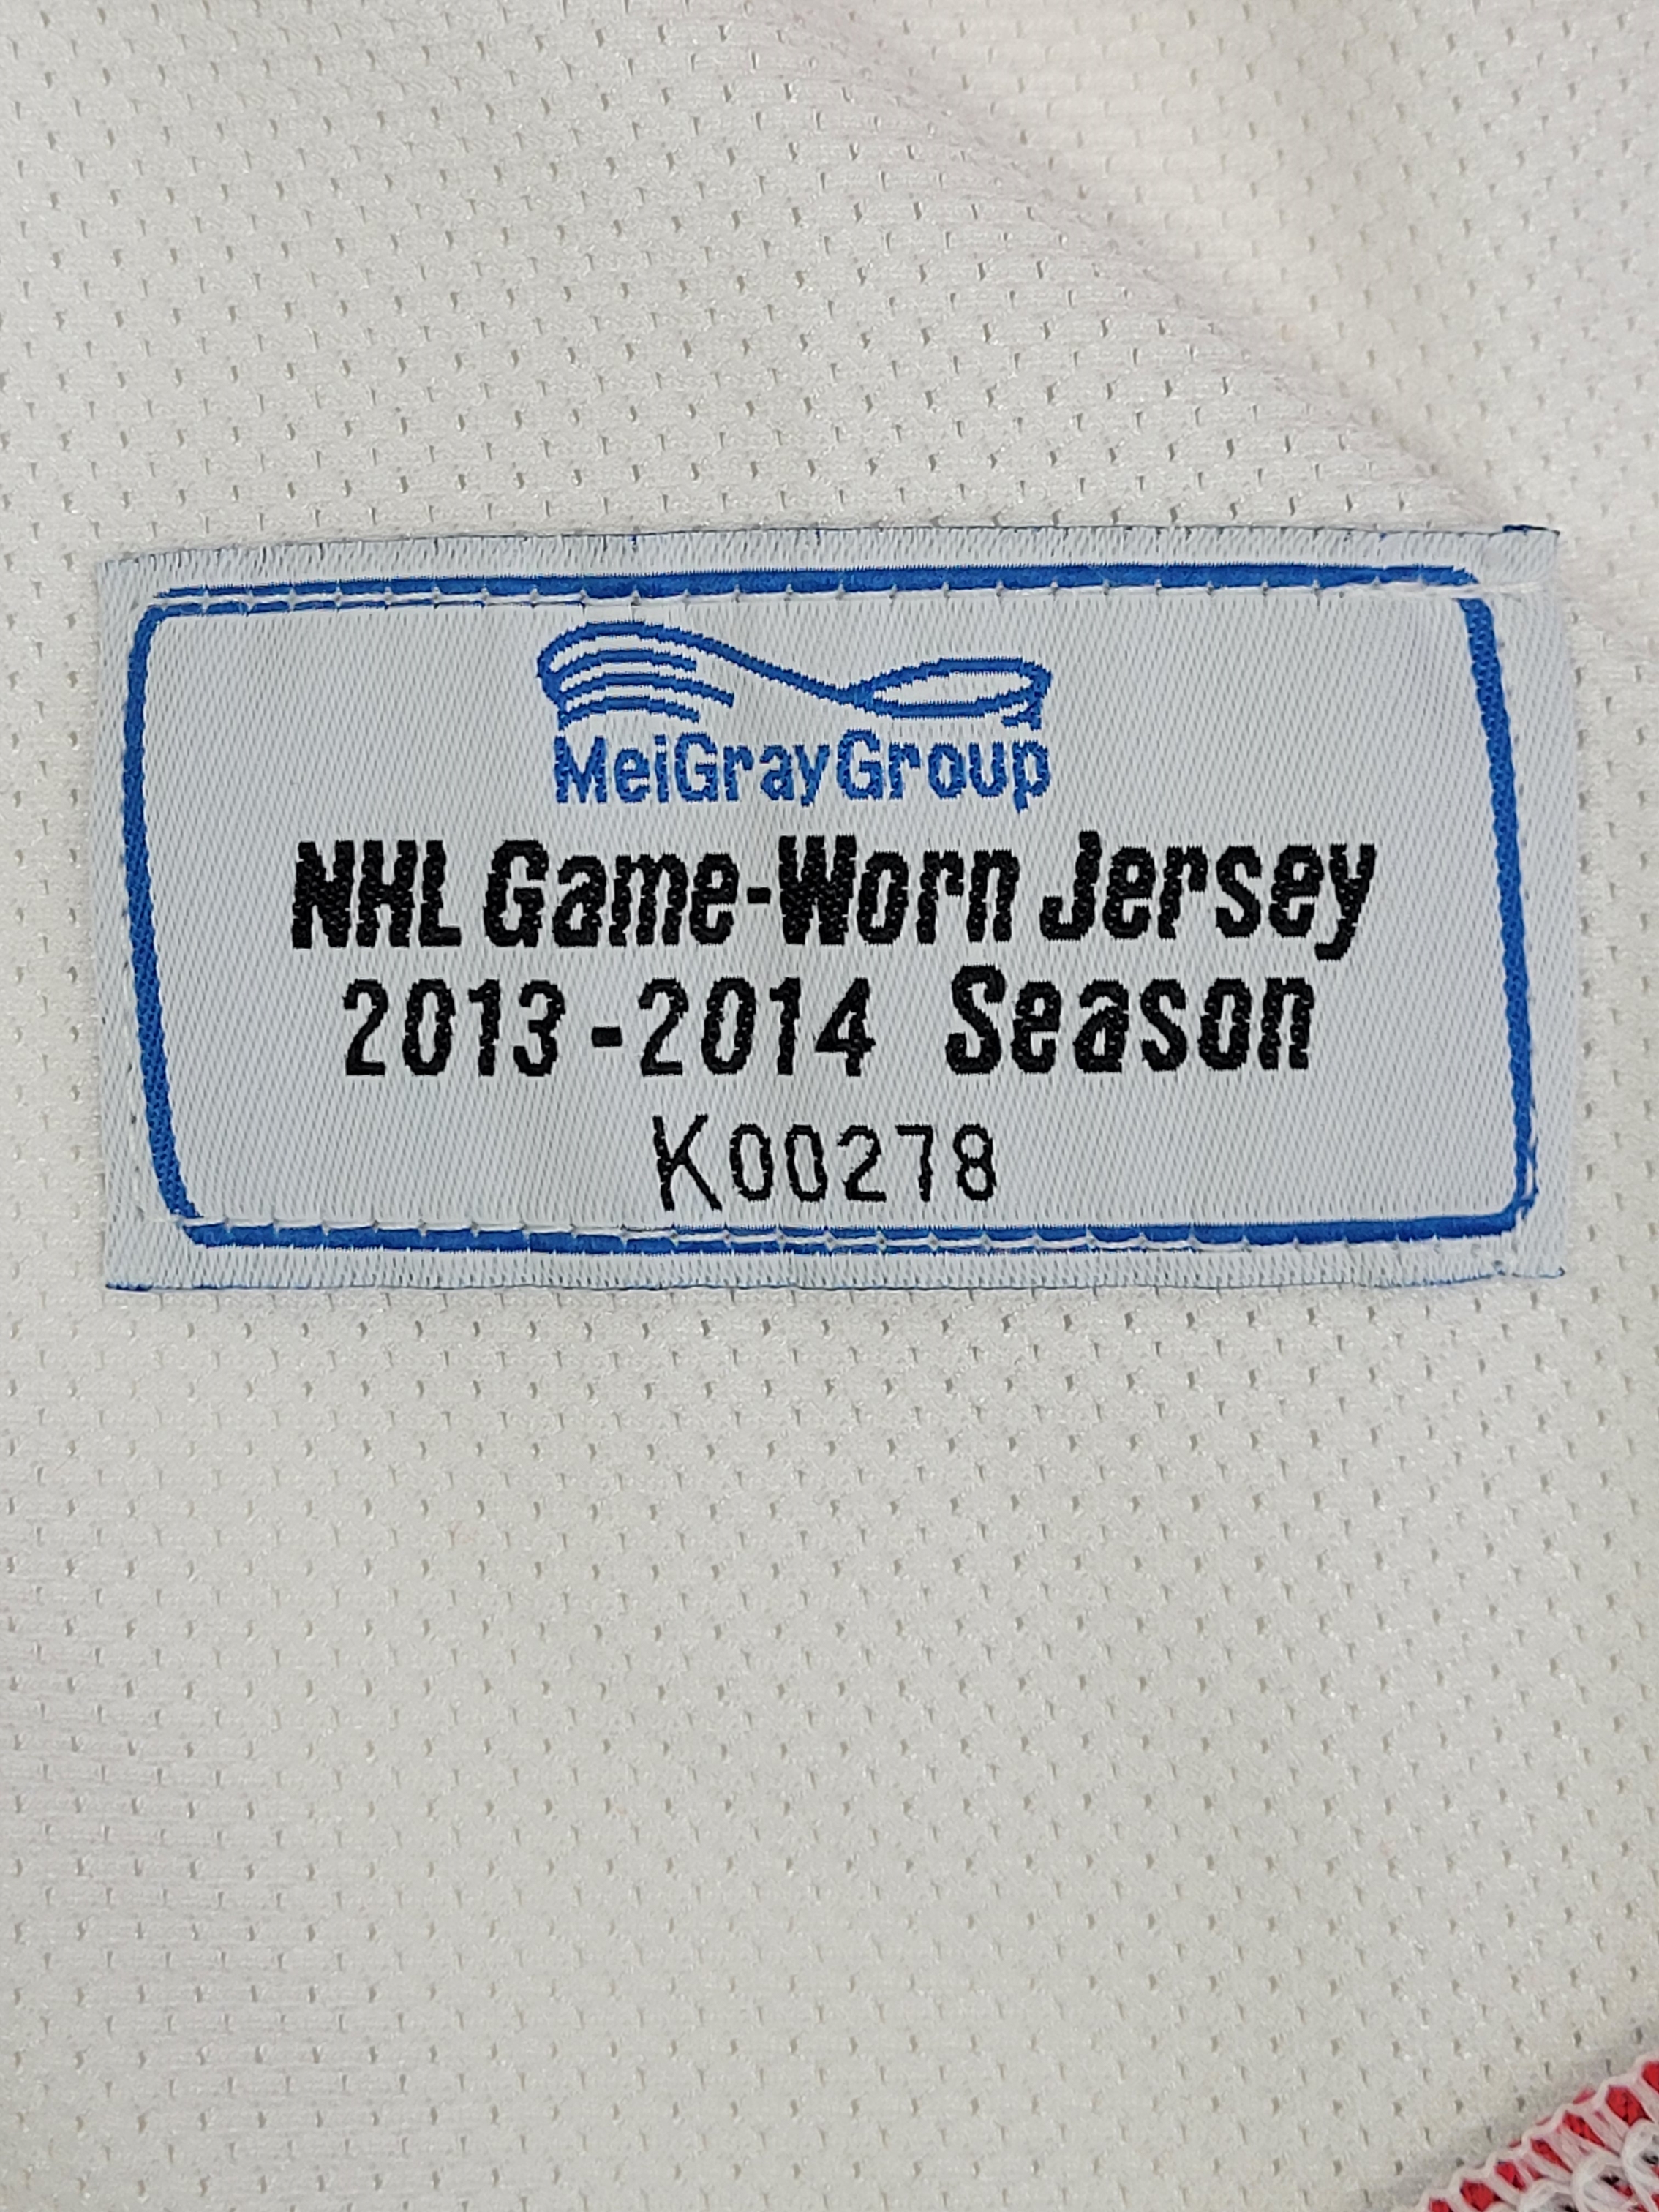 MeiGrayGroup
NHL Game-Worn Jersey
2013-2014 Season
K00278